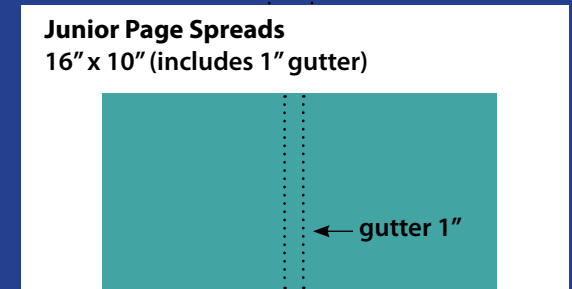 Junior Page Spreads
16” x 10” (includes 1” gutter)
gutter 1”